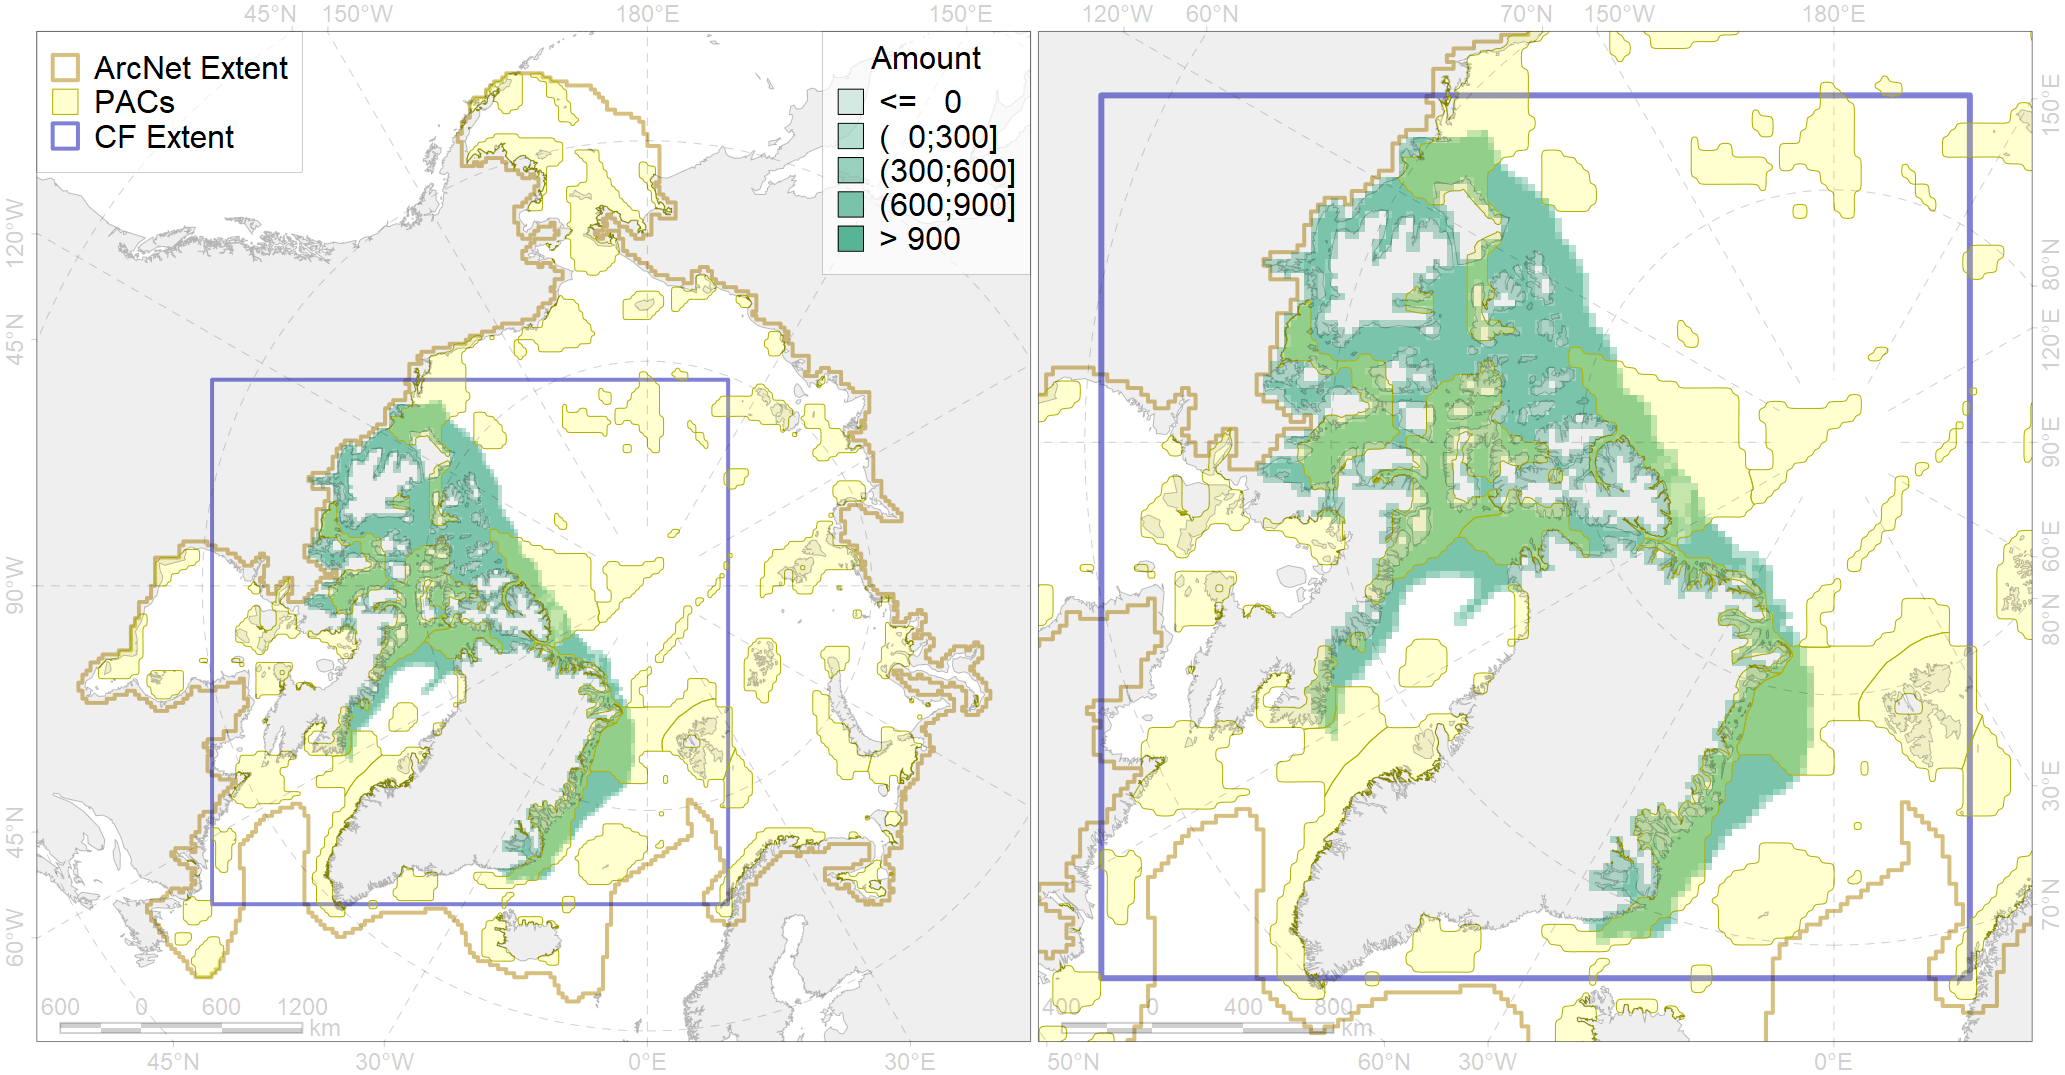 45°N 150°W 180°E 150°E 120°W 60°N 70°N 150°W 180°E
ArcNet Extent
PACs
CF Extent
Amount
<= 0
( 0;300]
(300;600]
(600;900]
> 900
120°W
45°N
90°W
45°N
60°W
150°E
80°N
120°E
90°E
60°E
80°N
30°E
70°N
600 0 600 1200
km
400 0 400 800
km
45°N 30°W 0°E 30°E 50°N 60°N 30°W 0°E